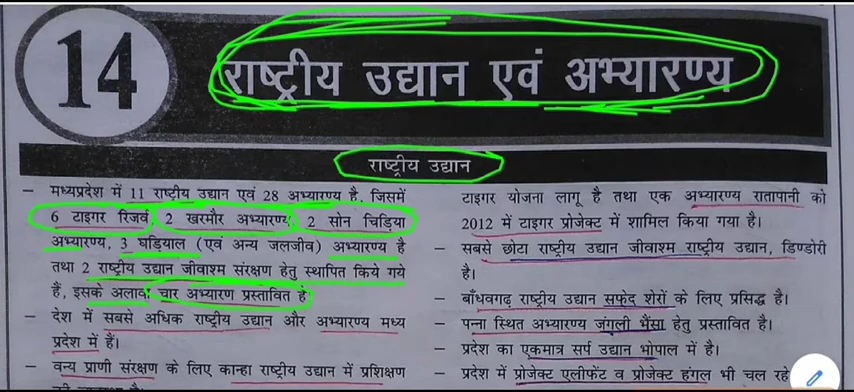 14
राष्ट्रीय उद्यान एवं अभ्यारण्य
राष्ट्रीय उद्यान
– मध्यप्रदेश में 11 राष्ट्रीय उद्यान एवं 28 अभ्यारण्य है, जिसमें
6 टाइगर रिजर्व 2 खरमौर अभ्यारण्य 2 सोन चिड़िया
अभ्यारण्य, 3 घड़ियाल (एवं अन्य जलजीव) अभ्यारण्य है
तथा 2 राष्ट्रीय उद्यान जीवाश्म संरक्षण हेतु स्थापित किये गये
हैं, इसके अलावा चार अभ्यारण प्रस्तावित है
– देश में सबसे अधिक राष्ट्रीय उद्यान और अभ्यारण्य मध्य
प्रदेश में हैं।
– वन्य प्राणी संरक्षण के लिए कान्हा राष्ट्रीय उद्यान में प्रशिक्षण
टाइगर योजना लागू है तथा एक अभ्यारण्य रातापानी को
2012 में टाइगर प्रोजेक्ट में शामिल किया गया है।
– सबसे छोटा राष्ट्रीय उद्यान जीवाश्म राष्ट्रीय उद्यान, डिण्डोरी
है।
– बाँधवगढ़ राष्ट्रीय उद्यान सफेद शेरों के लिए प्रसिद्ध है।
– पन्ना स्थित अभ्यारण्य जंगली भैंसा हेतु प्रस्तावित है।
– प्रदेश का एकमात्र सर्प उद्यान भोपाल में है।
– प्रदेश में प्रोजेक्ट एलीफेंट व प्रोजेक्ट हंगल भी चल रहे